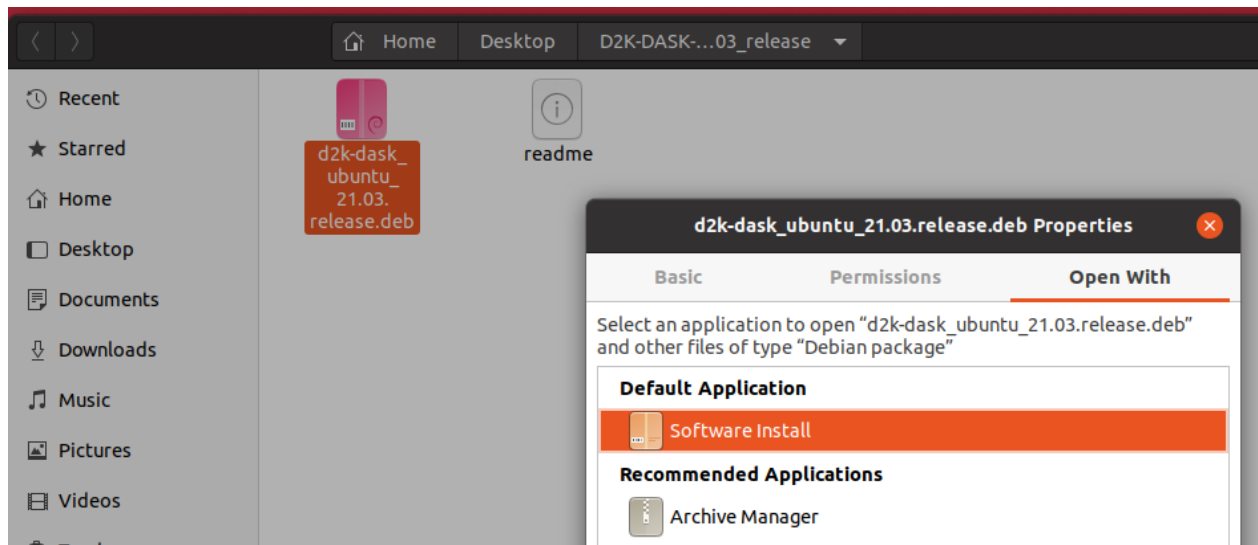 Home Desktop D2K-DASK-...03_release
Recent
Starred
Home
Desktop
Documents
Downloads
Music
Pictures
Videos
d2k-dask_
ubuntu_
21.03.
release.deb
readme
d2k-dask_ubuntu_21.03.release.deb Properties
Basic Permissions Open With
Select an application to open “d2k-dask_ubuntu_21.03.release.deb”
and other files of type “Debian package”
Default Application
Software Install
Recommended Applications
Archive Manager